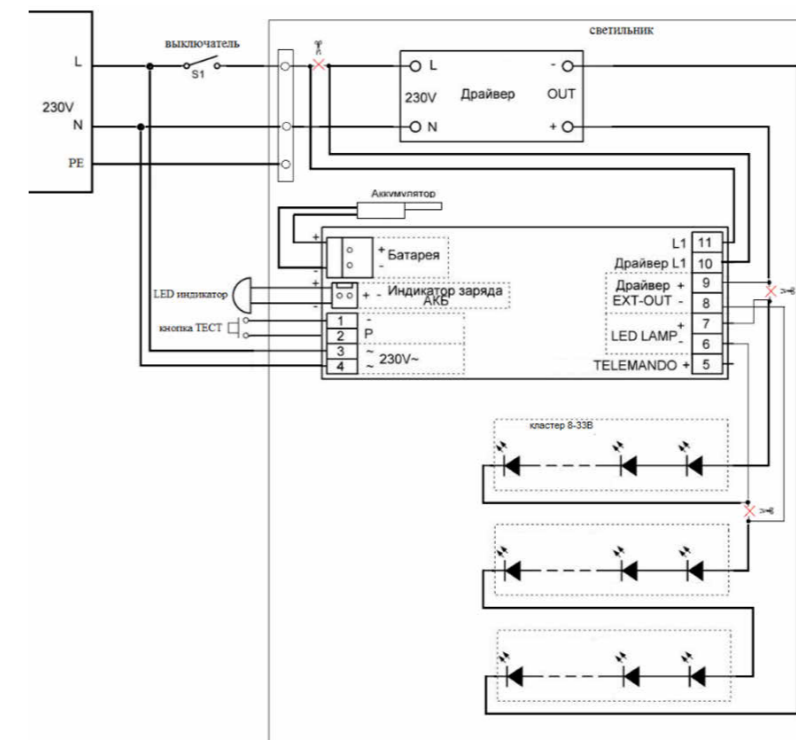 выключатель
светильник
L
S1
L
-
230V
230V
Драйвер
OUT
N
N
+
PE
Аккумулятор
+
L1 11
+ Батарея
-
-
Драйвер L1 10
+
LED индикатор
+ -
Индикатор заряда
АКБ
-
Драйвер + 9
EXT-OUT - 8
кнопка ТЕСТ
1 -
2 P
3 ~
4 ~
230V~
+ 7
LED LAMP
- 6
TELEMANDO + 5
кластер 8-33В